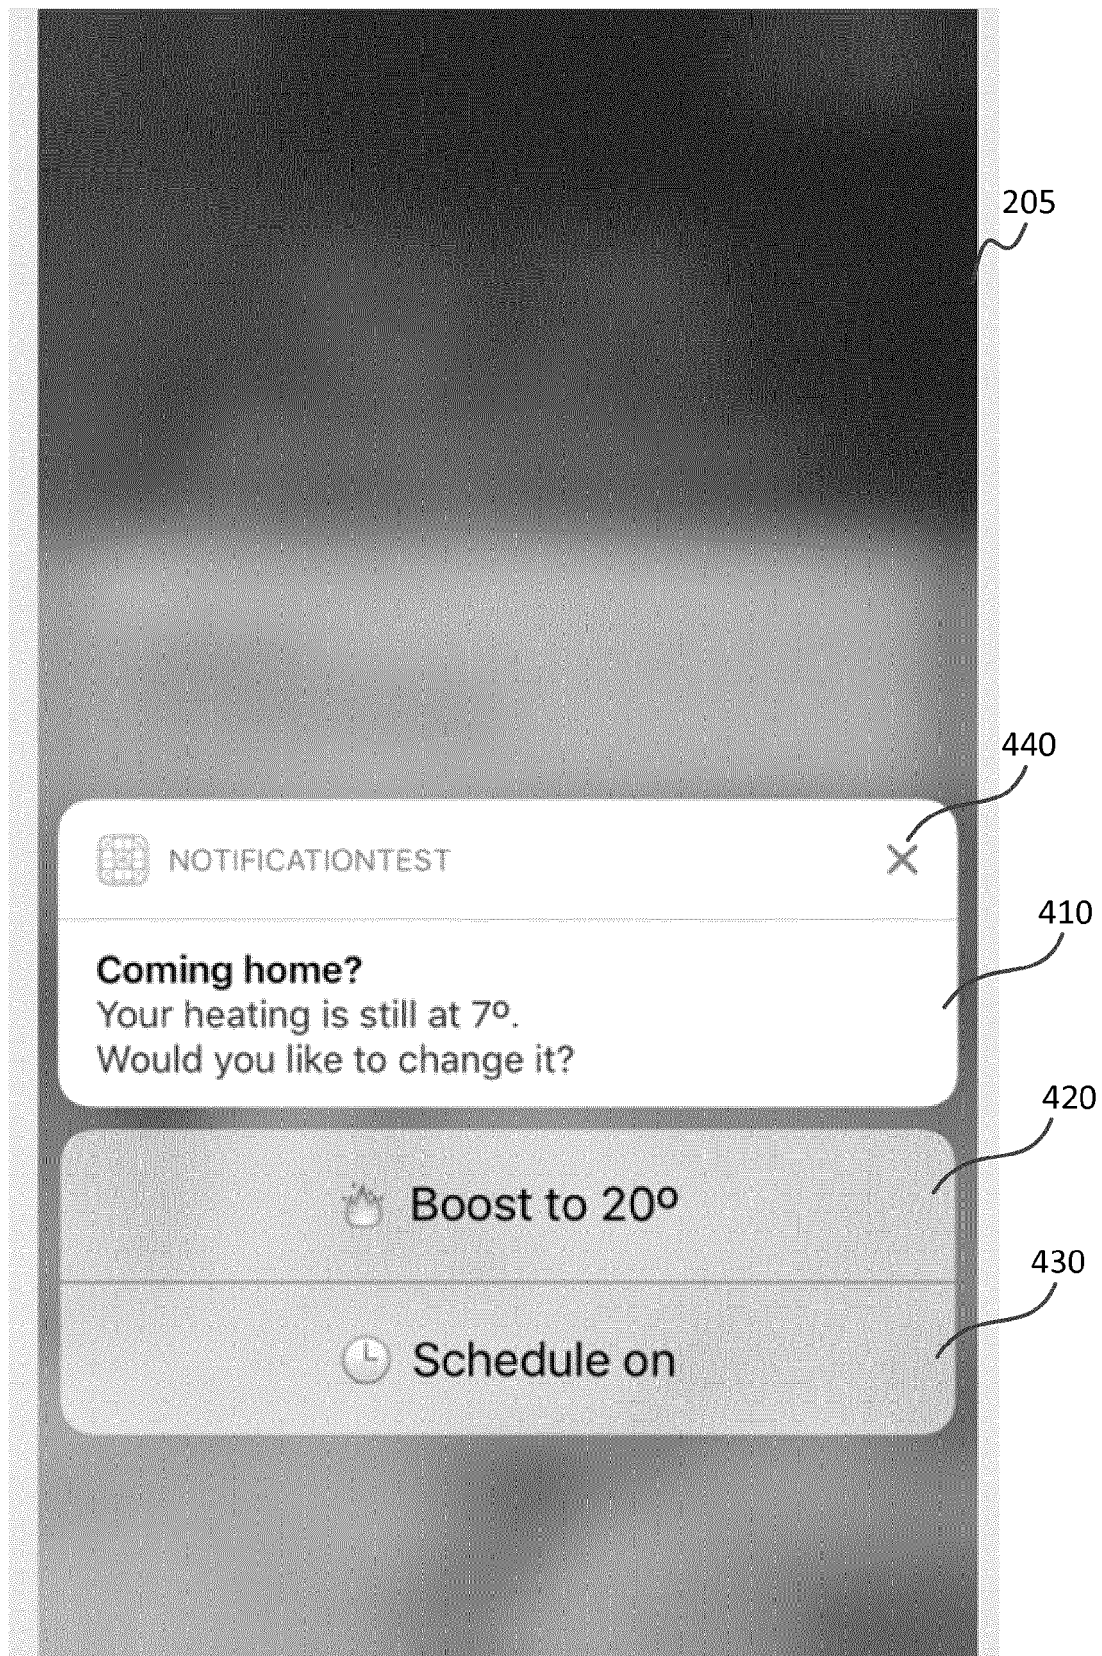 205
440
NOTIFICATIONTEST
410
Coming home?
Your heating is still at 7º.
Would you like to change it?
420
Boost to 20º
430
Schedule on